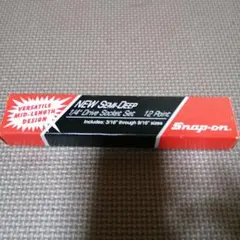 VERSATILE
MID-LENGTH
DESIGN
NEW SEMI-DEEP
1/4" Drive Socket Set 12 Point
Includes: 3/16" through 9/16" sizes
Snap-on